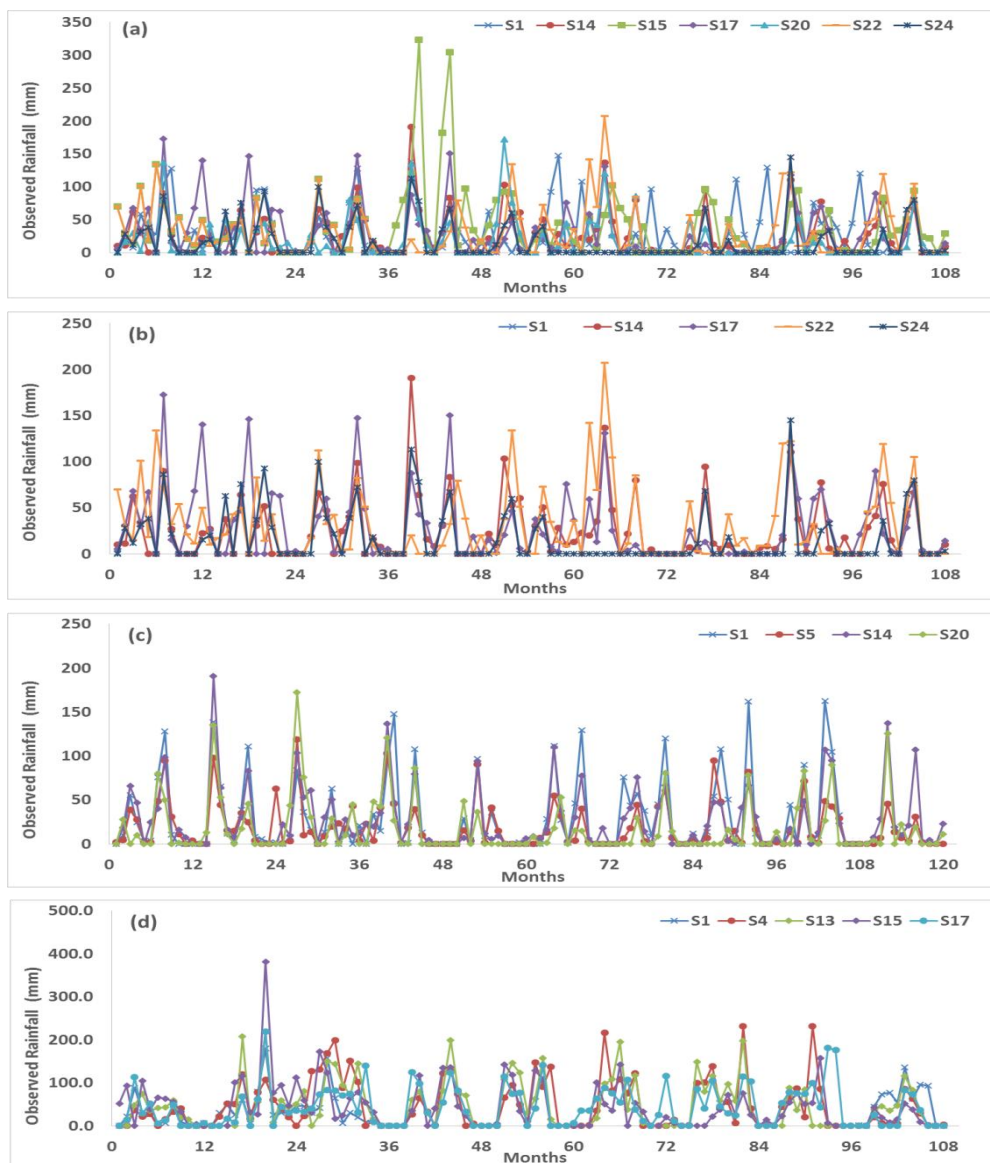 (a)
S1 S14 S15 S17 S20 S22 S24
Observed Rainfall (mm)
350
300
250
200
150
100
50
0
0 12 24 36 48 60 72 84 96 108
Months
(b)
S1 S14 S17 S22 S24
Observed Rainfall (mm)
250
200
150
100
50
0
0 12 24 36 48 60 72 84 96 108
Months
(c)
S1 S5 S14 S20
Observed Rainfall (mm)
250
200
150
100
50
0
0 12 24 36 48 60 72 84 96 108 120
Months
(d)
S1 S4 S13 S15 S17
Observed Rainfall (mm)
500.0
400.0
300.0
200.0
100.0
0.0
0 12 24 36 48 60 72 84 96 108
Months